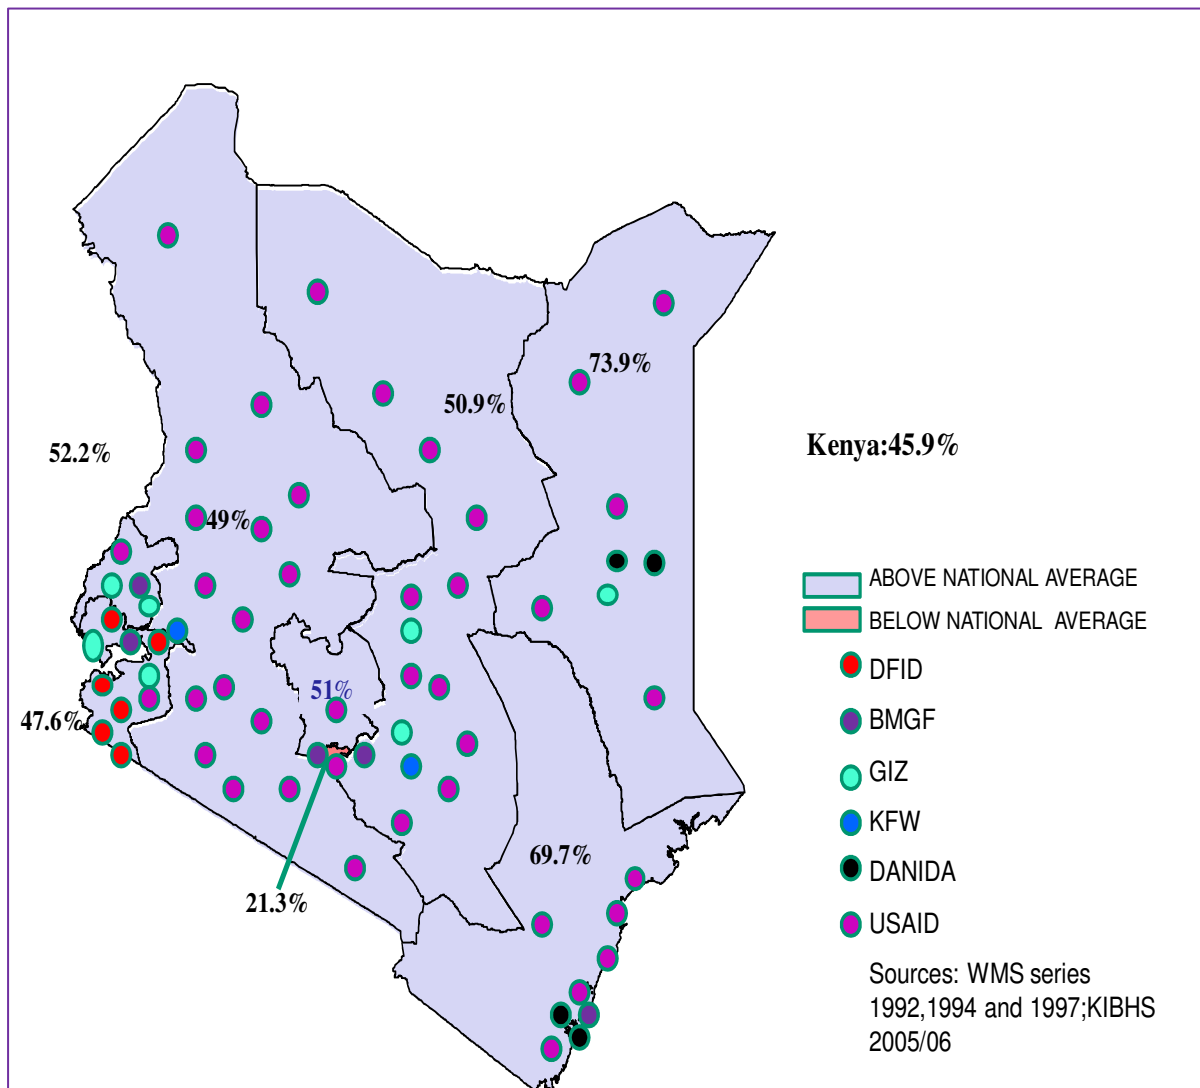 73.9%
50.9%
52.2%
Kenya:45.9%
49%
ABOVE NATIONAL AVERAGE
BELOW NATIONAL AVERAGE
DFID
51%
47.6%
BMGF
GIZ
KFW
69.7%
DANIDA
21.3%
USAID
Sources: WMS series
1992,1994 and 1997;KIBHS
2005/06